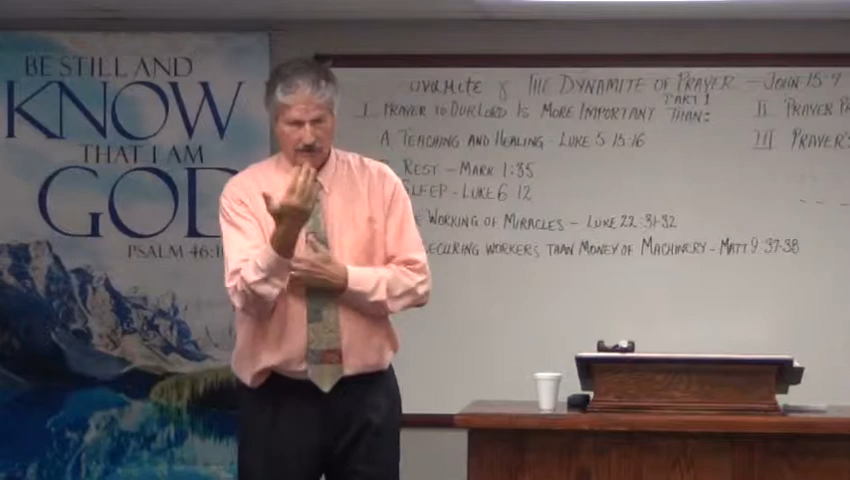 BE STILL AND
KNOW
THAT I AM
GOD
PSALM 46:1
THE DYNAMITE OF PRAYER - JOHN 15:7
PART 1
I PRAYER TO OUR LORD IS MORE IMPORTANT THAN:
A TEACHING AND HEALING - LUKE 5 15:16
REST - MARK 1:35
SLEEP - LUKE 6 12
WORKING OF MIRACLES - LUKE 22:31-32
ECURING WORKERS THAN MONEY OF MACHINERY - MATT 9:37-38
II PRAYER
III PRAYER'S